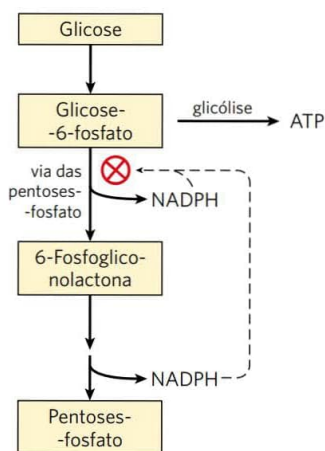 Glicose
Glicose-
-6-fosfato
glicólise
ATP
via das
pentoses-
-fosfato
NADPH
6-Fosfoglico-
nolactona
NADPH
Pentoses-
-fosfato